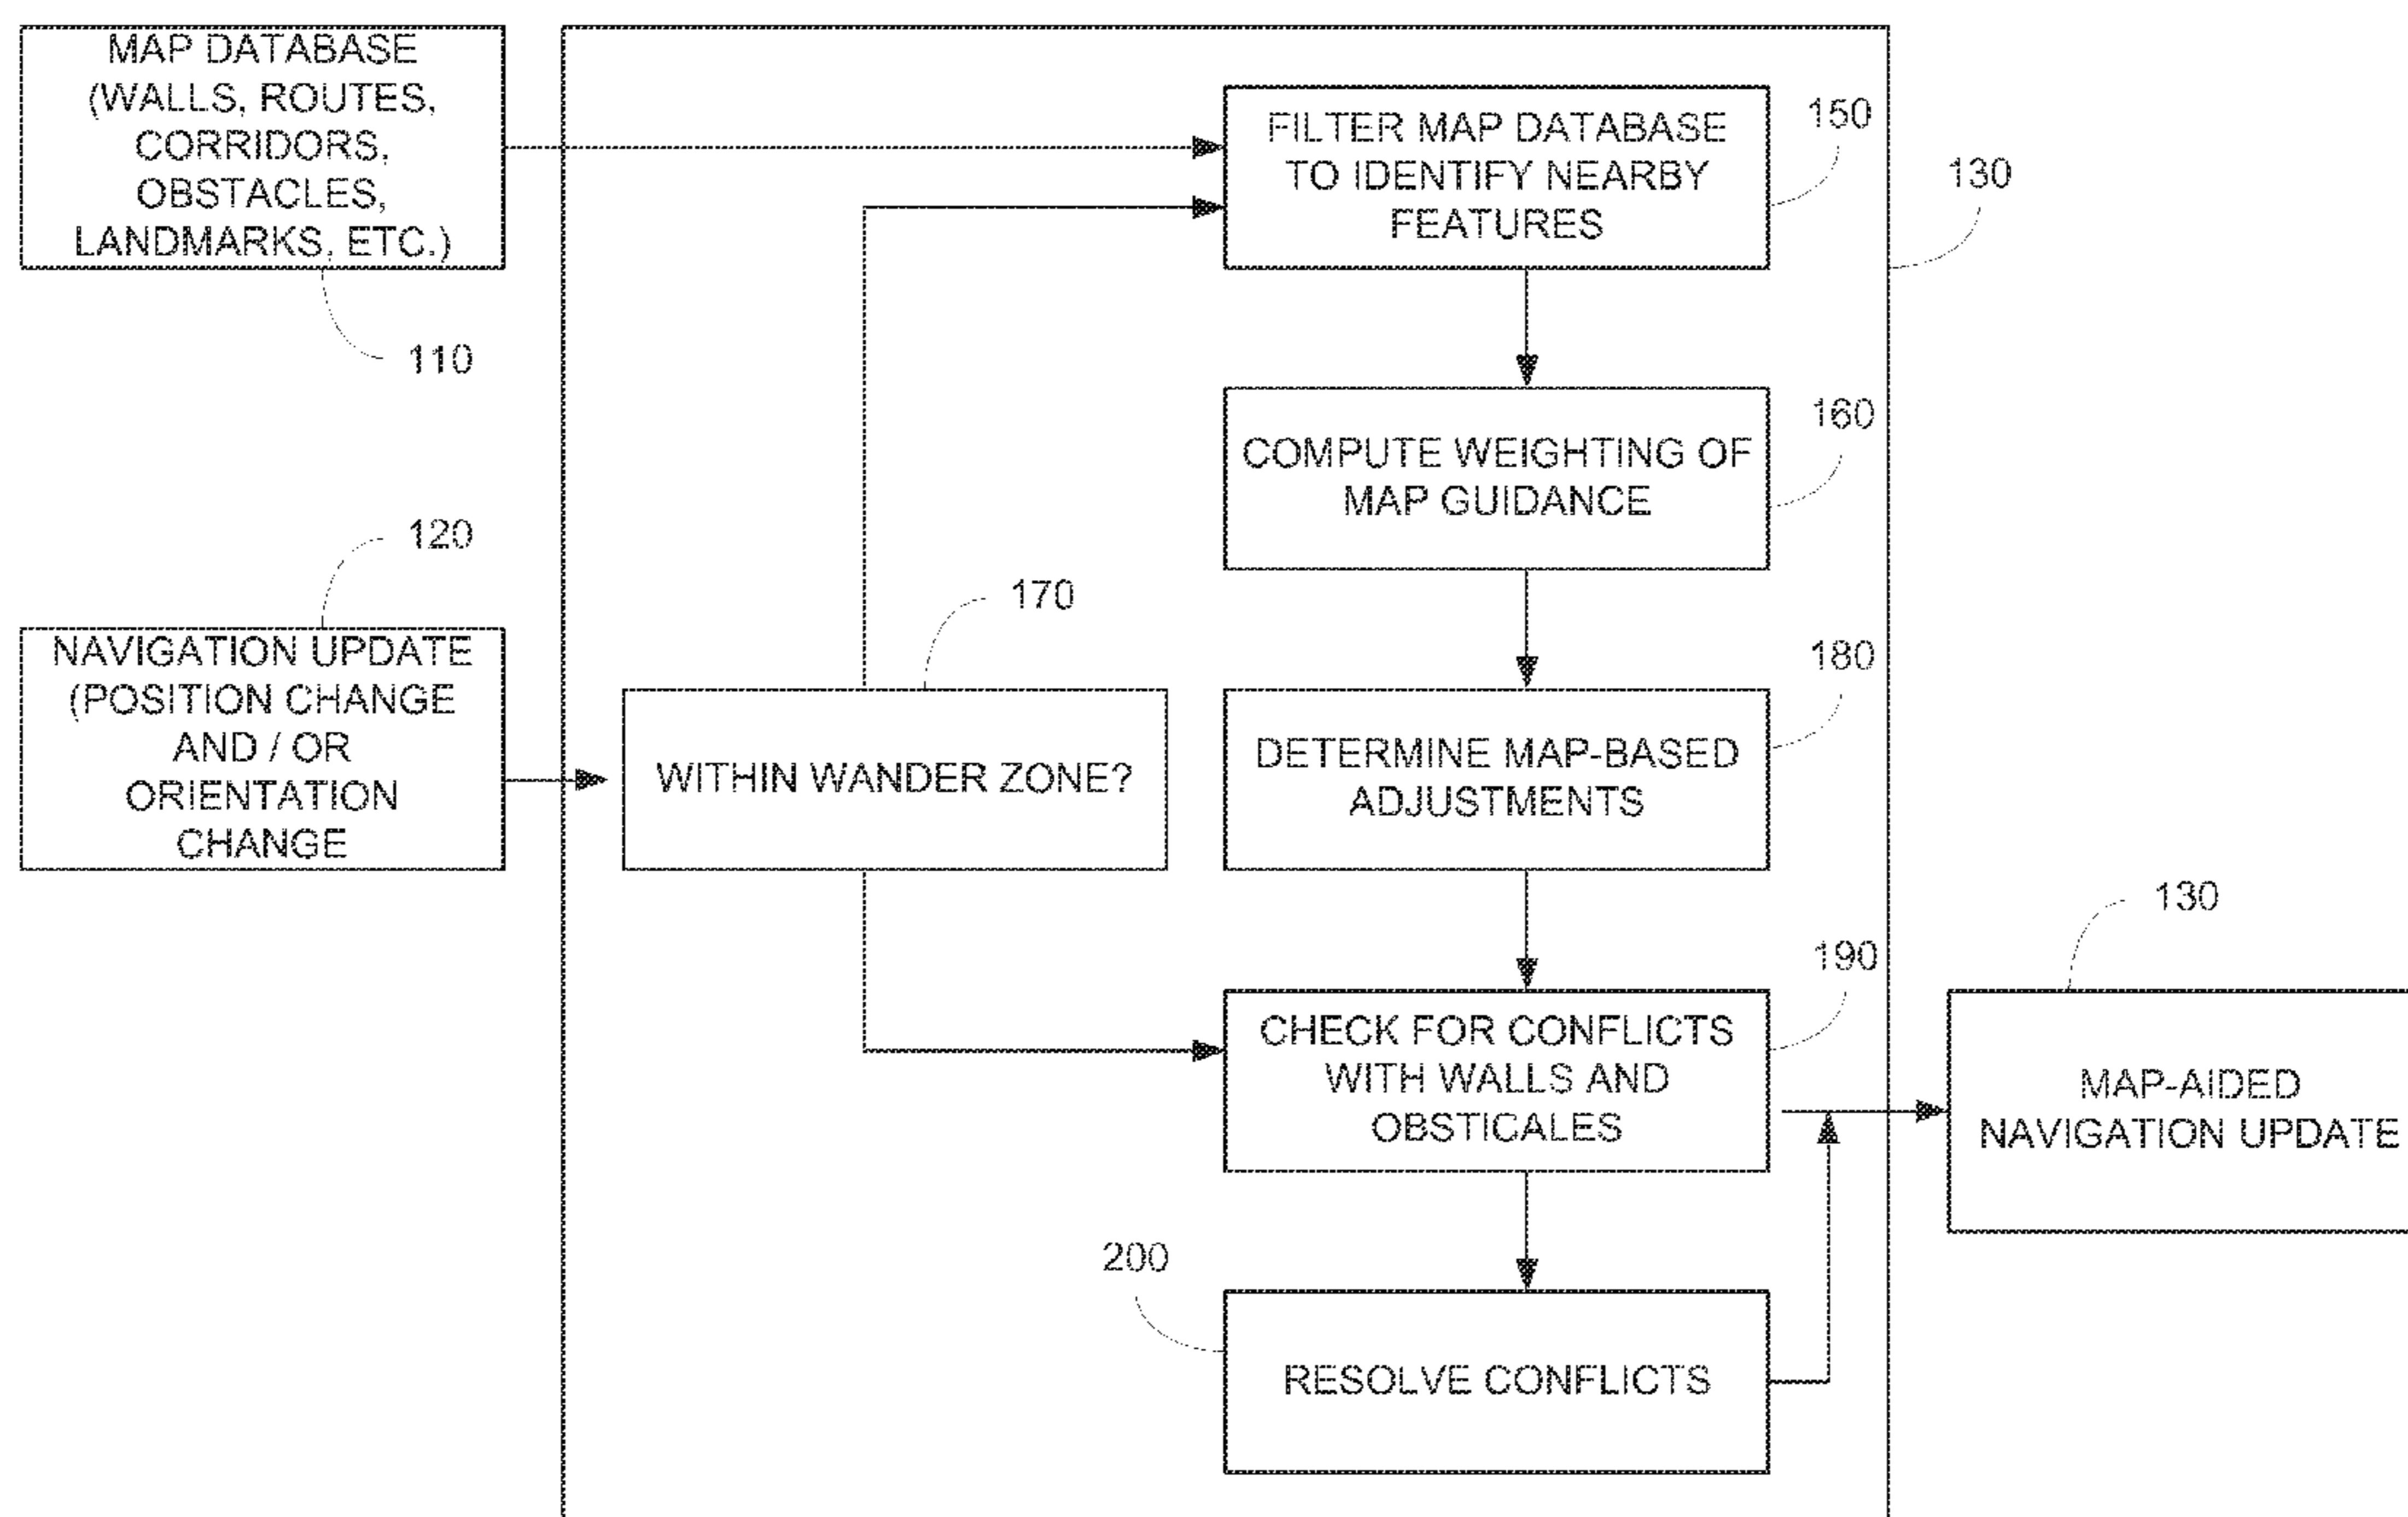 MAP DATABASE
(WALLS, ROUTES,
CORRIDORS,
OBSTACLES,
LANDMARKS, ETC.)
110
120
NAVIGATION UPDATE
(POSITION CHANGE
AND / OR
ORIENTATION
CHANGE
170
WITHIN WANDER ZONE?
FILTER MAP DATABASE
TO IDENTIFY NEARBY
FEATURES
150
130
COMPUTE WEIGHTING OF
MAP GUIDANCE
160
DETERMINE MAP-BASED
ADJUSTMENTS
180
CHECK FOR CONFLICTS
WITH WALLS AND
OBSTICALES
190
200
RESOLVE CONFLICTS
130
MAP-AIDED
NAVIGATION UPDATE